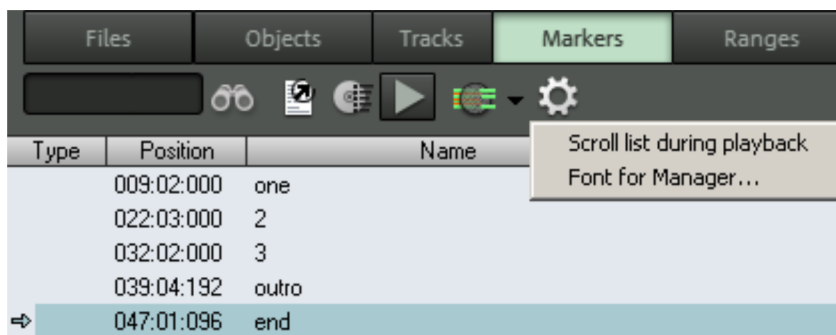 Files Objects Tracks Markers Ranges
Type Position Name
Scroll list during playback
Font for Manager...
009:02:000 one
022:03:000 2
032:02:000 3
039:04:192 outro
047:01:096 end